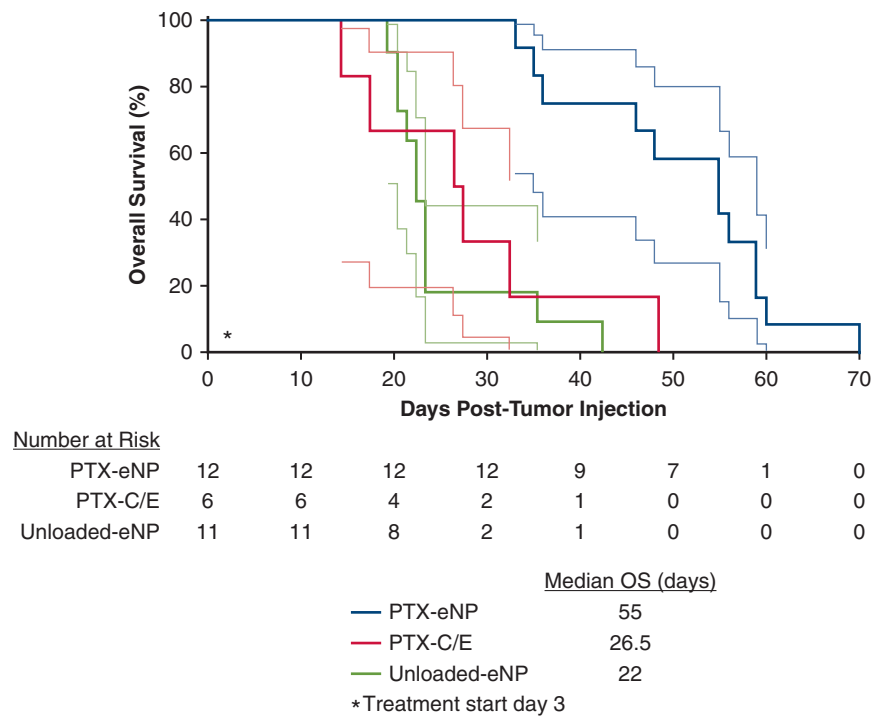 Overall Survival (%)
100
80
60
40
20
0
*
0 10 20 30 40 50 60 70
Days Post-Tumor Injection
Number at Risk
PTX-eNP 12 12 12 12 9 7 1 0
PTX-C/E 6 6 4 2 1 0 0 0
Unloaded-eNP 11 11 8 2 1 0 0 0
Median OS (days)
PTX-eNP 55
PTX-C/E 26.5
Unloaded-eNP 22
*Treatment start day 3